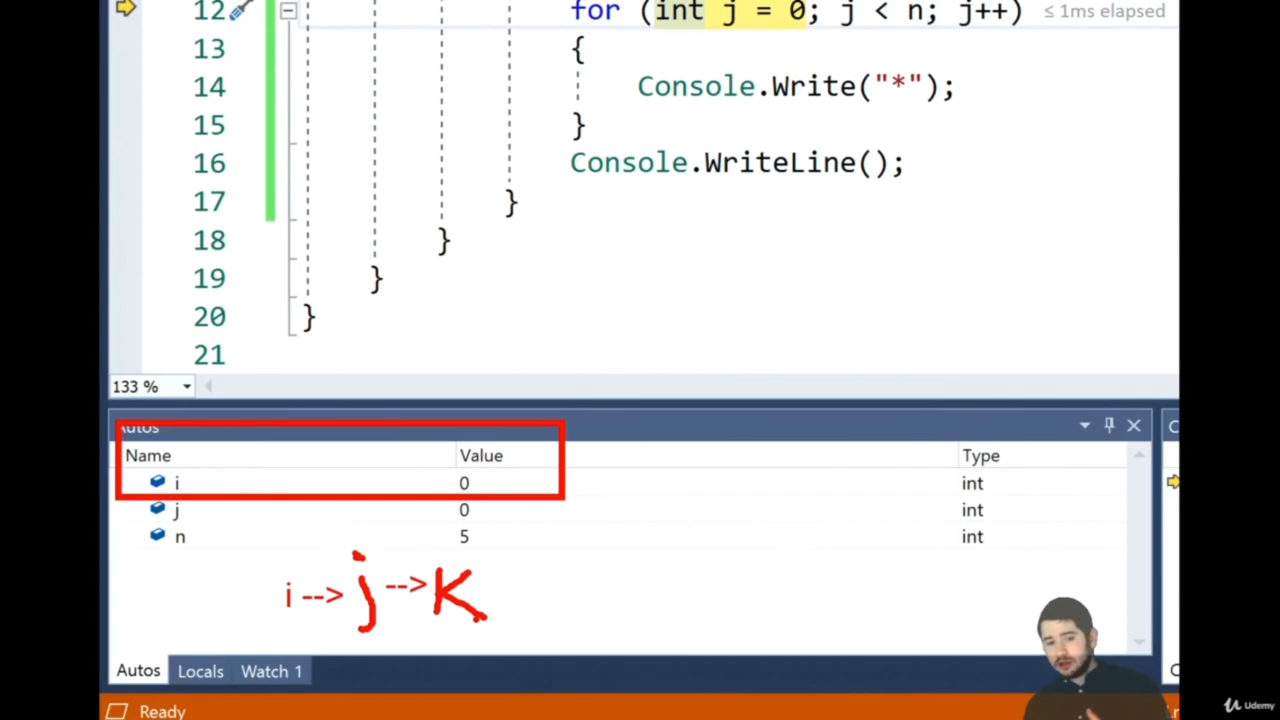 12 for (int j = 0; j < n; j++) ≤ 1ms elapsed
13 {
14 Console.Write("*");
15 }
16 Console.WriteLine();
17 }
18 }
19 }
20 }
21
133 %
Autos
Name Value Type
i 0 int
j 0 int
n 5 int
i --> j --> K
Autos Locals Watch 1
Ready
Udemy